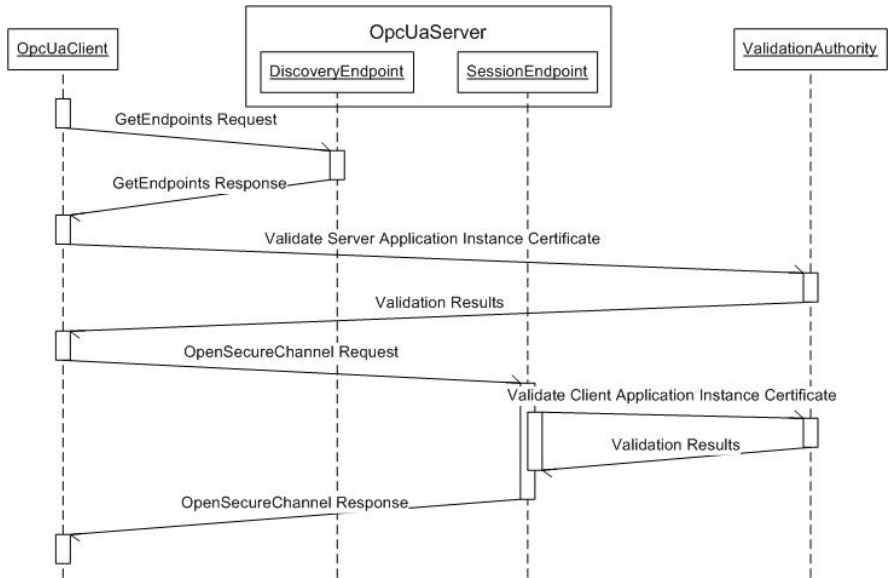 OpcUaServer
OpcUaClient
DiscoveryEndpoint
SessionEndpoint
ValidationAuthority
GetEndpoints Request
GetEndpoints Response
Validate Server Application Instance Certificate
Validation Results
OpenSecureChannel Request
Validate Client Application Instance Certificate
Validation Results
OpenSecureChannel Response